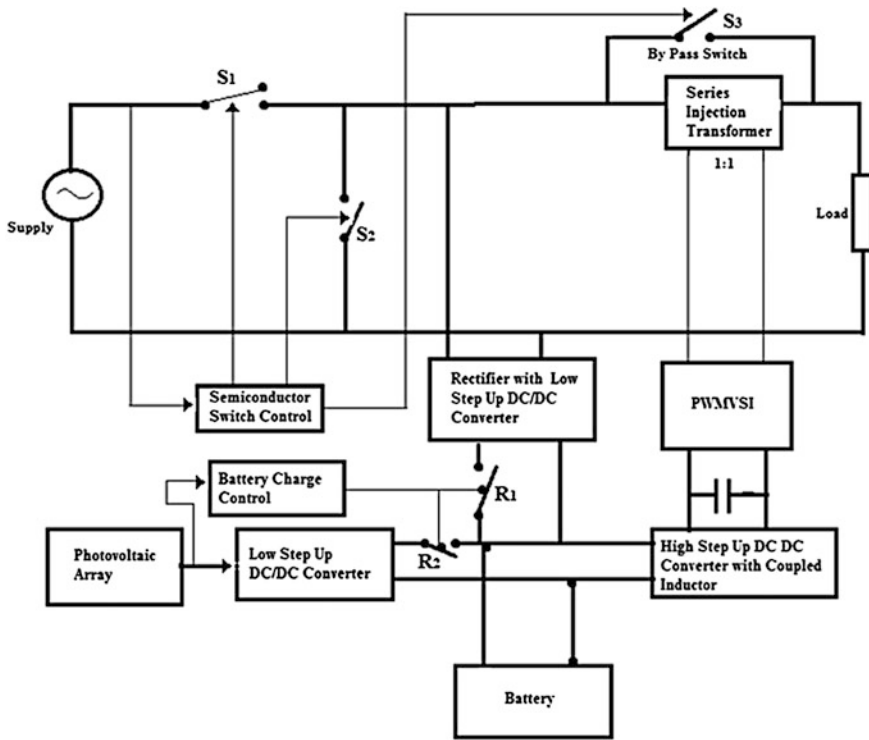 S3
By Pass Switch
S1
Series
Injection
Transformer
1:1
Supply
S2
Load
Semiconductor
Switch Control
Rectifier with Low
Step Up DC/DC
Converter
PWMVSI
Battery Charge
Control
R1
Photovoltaic
Array
Low Step Up
DC/DC Converter
R2
High Step Up DC DC
Converter with Coupled
Inductor
Battery